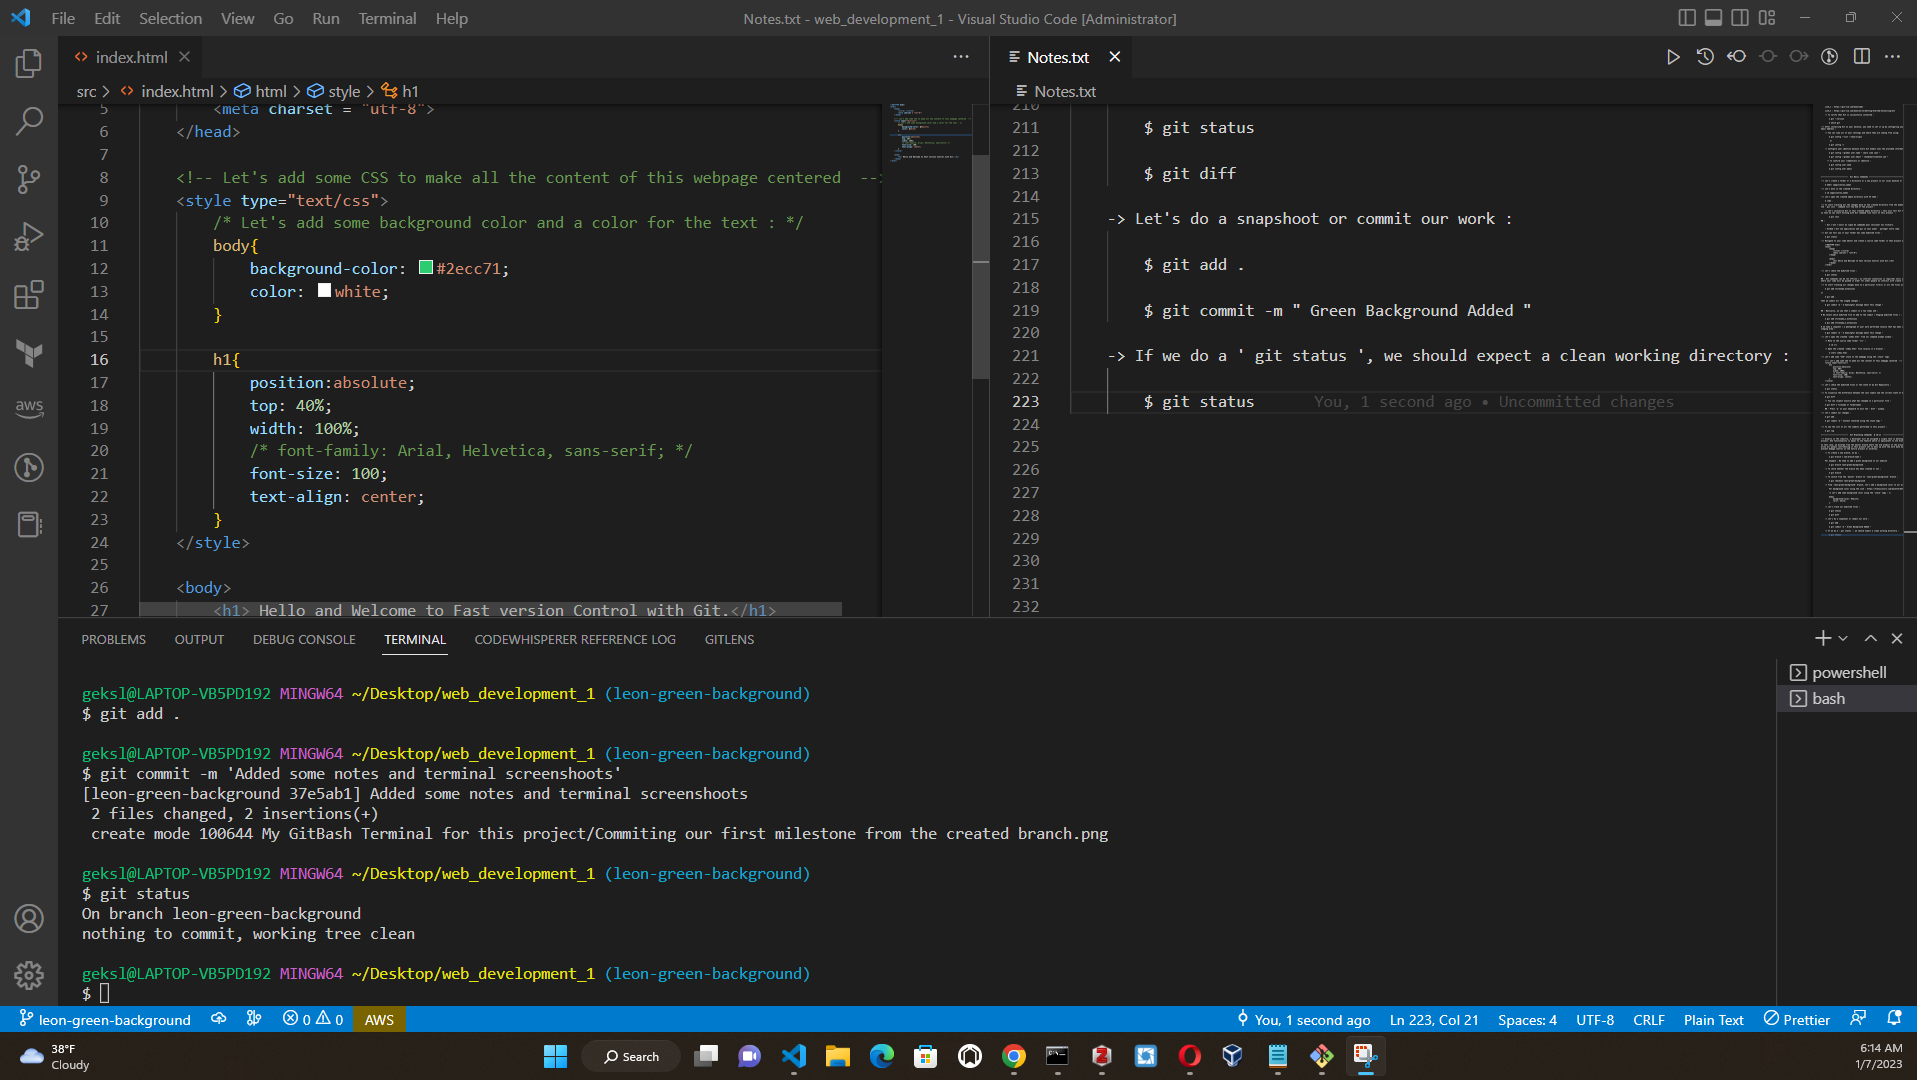 File Edit Selection View Go Run Terminal Help
Notes.txt - web_development_1 - Visual Studio Code [Administrator]
index.html
src > index.html > html > style > h1
5 <meta charset = "utf-8">
6 </head>
7
8 <!-- Let's add some CSS to make all the content of this webpage centered -->
9 <style type="text/css">
10 /* Let's add some background color and a color for the text : */
11 body{
12 background-color: #2ecc71;
13 color: white;
14 }
15
16 h1{
17 position:absolute;
18 top: 40%;
19 width: 100%;
20 /* font-family: Arial, Helvetica, sans-serif; */
21 font-size: 100;
22 text-align: center;
23 }
24 </style>
25
26 <body>
27 <h1> Hello and Welcome to Fast version Control with Git.</h1>
Notes.txt
Notes.txt
210
211 $ git status
212
213 $ git diff
214
215 -> Let's do a snapshoot or commit our work :
216
217 $ git add .
218
219 $ git commit -m " Green Background Added "
220
221 -> If we do a ' git status ', we should expect a clean working directory :
222
223 $ git status You, 1 second ago • Uncommitted changes
224
225
226
227
228
229
230
231
232
PROBLEMS OUTPUT DEBUG CONSOLE TERMINAL CODEWHISPERER REFERENCE LOG GITLENS
geksl@LAPTOP-VB5PD192 MINGW64 ~/Desktop/web_development_1 (leon-green-background)
$ git add .
geksl@LAPTOP-VB5PD192 MINGW64 ~/Desktop/web_development_1 (leon-green-background)
$ git commit -m 'Added some notes and terminal screenshoots'
[leon-green-background 37e5ab1] Added some notes and terminal screenshoots
2 files changed, 2 insertions(+)
create mode 100644 My GitBash Terminal for this project/Commiting our first milestone from the created branch.png
geksl@LAPTOP-VB5PD192 MINGW64 ~/Desktop/web_development_1 (leon-green-background)
$ git status
On branch leon-green-background
nothing to commit, working tree clean
geksl@LAPTOP-VB5PD192 MINGW64 ~/Desktop/web_development_1 (leon-green-background)
$
powershell
bash
aws
leon-green-background 0 0 AWS
You, 1 second ago Ln 223, Col 21 Spaces: 4 UTF-8 CRLF Plain Text Prettier
38°F
Cloudy
Search
6:14 AM
1/7/2023